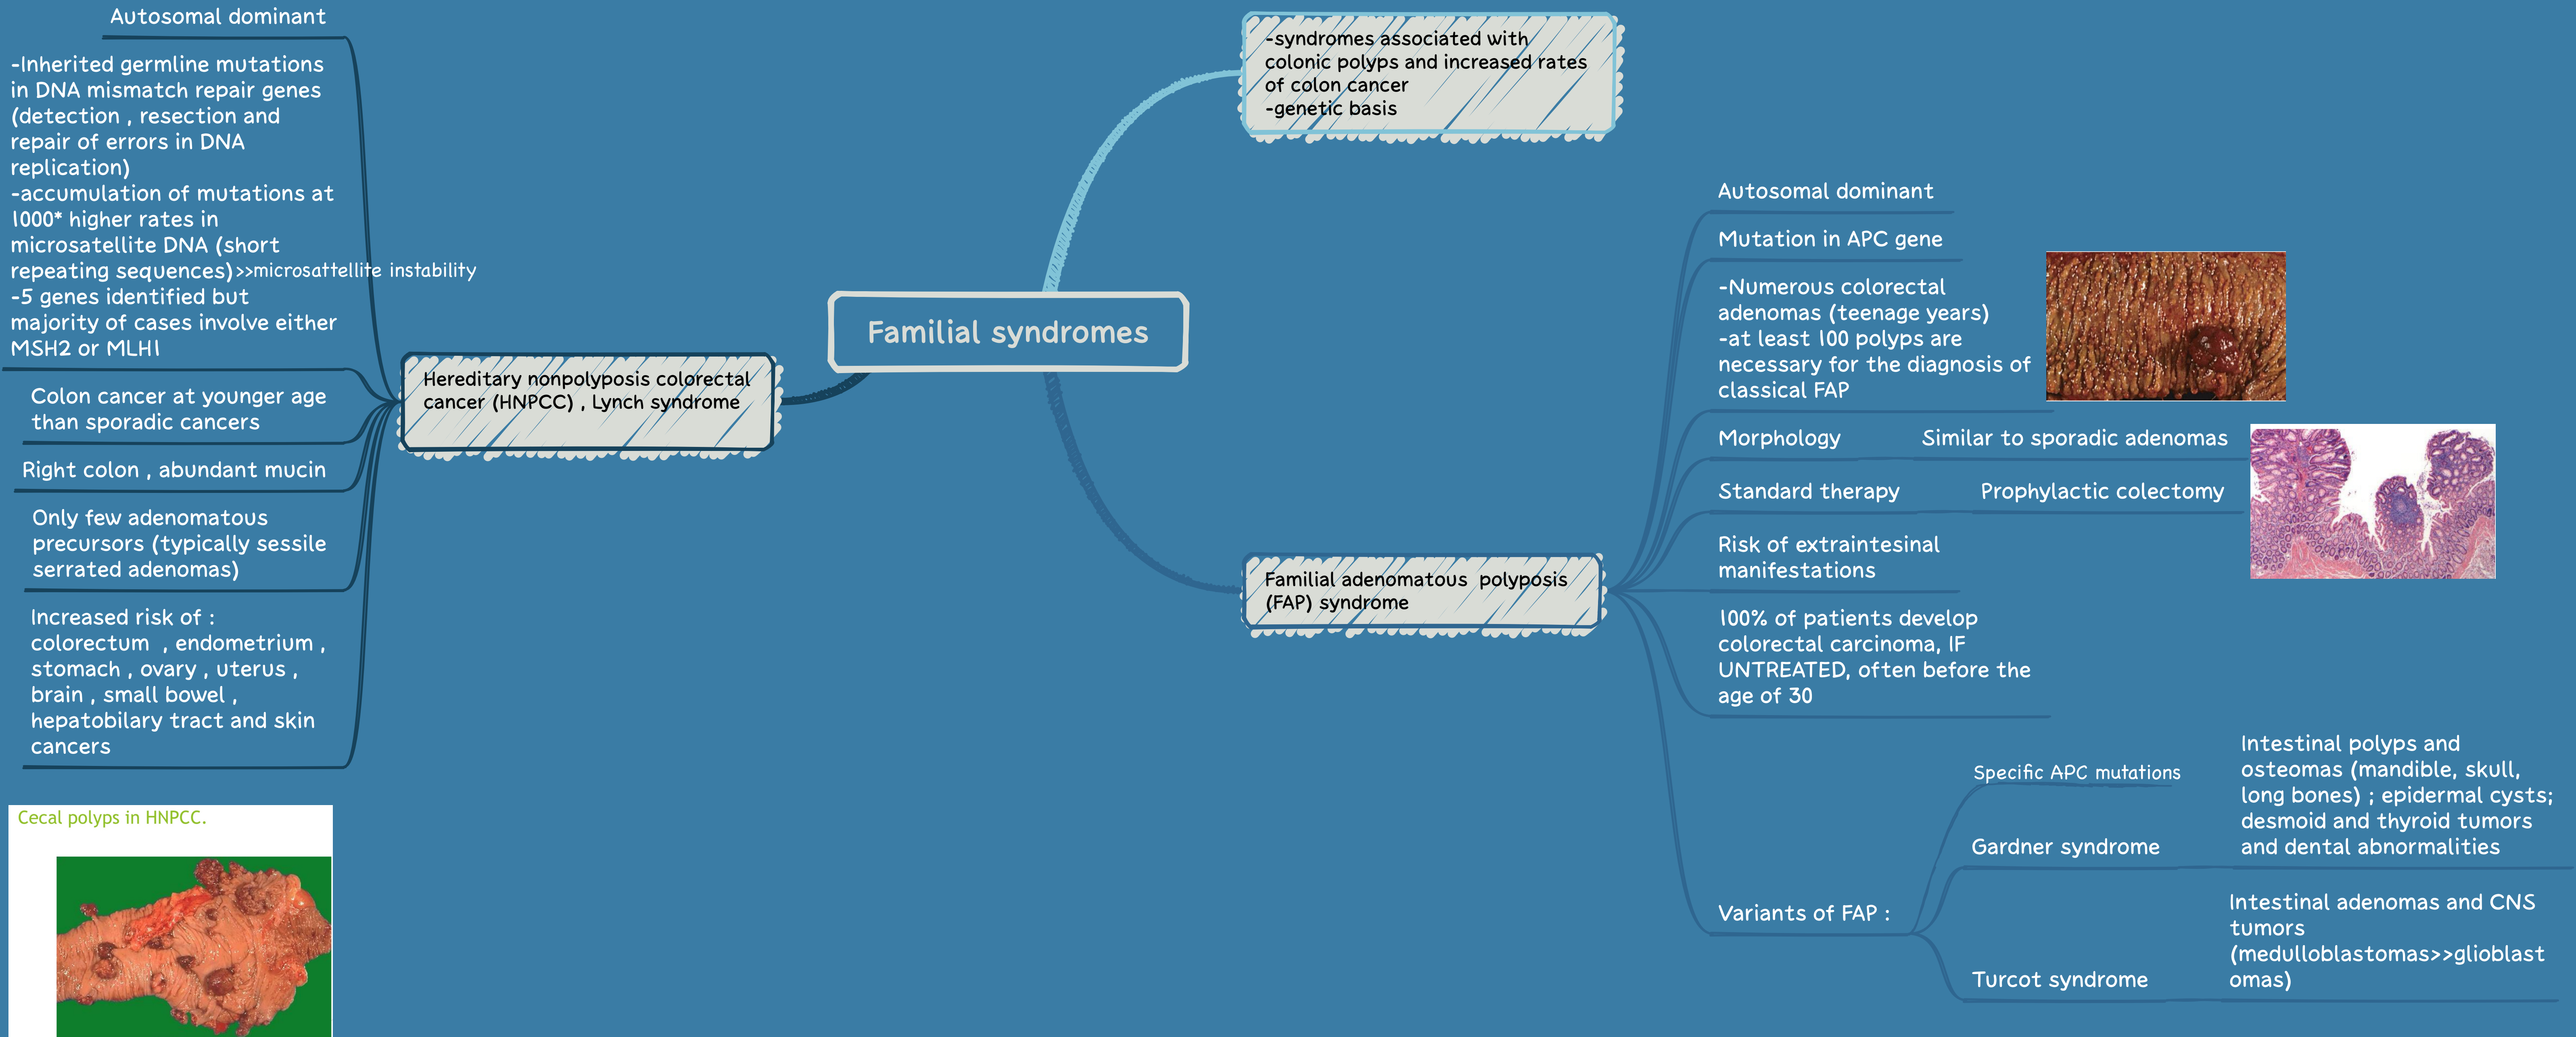 Familial syndromes
-syndromes associated with
colonic polyps and increased rates
of colon cancer
-genetic basis
Hereditary nonpolyposis colorectal
cancer (HNPCC) , Lynch syndrome
Autosomal dominant
-Inherited germline mutations
in DNA mismatch repair genes
(detection , resection and
repair of errors in DNA
replication)
-accumulation of mutations at
1000* higher rates in
microsatellite DNA (short
repeating sequences)>>microsattellite instability
-5 genes identified but
majority of cases involve either
MSH2 or MLH1
Colon cancer at younger age
than sporadic cancers
Right colon , abundant mucin
Only few adenomatous
precursors (typically sessile
serrated adenomas)
Increased risk of :
colorectum , endometrium ,
stomach , ovary , uterus ,
brain , small bowel ,
hepatobilary tract and skin
cancers
Cecal polyps in HNPCC.
Familial adenomatous polyposis
(FAP) syndrome
Autosomal dominant
Mutation in APC gene
-Numerous colorectal
adenomas (teenage years)
-at least 100 polyps are
necessary for the diagnosis of
classical FAP
Morphology
Similar to sporadic adenomas
Standard therapy
Prophylactic colectomy
Risk of extraintesinal
manifestations
100% of patients develop
colorectal carcinoma, IF
UNTREATED, often before the
age of 30
Variants of FAP :
Specific APC mutations
Gardner syndrome
Intestinal polyps and
osteomas (mandible, skull,
long bones) ; epidermal cysts;
desmoid and thyroid tumors
and dental abnormalities
Turcot syndrome
Intestinal adenomas and CNS
tumors
(medulloblastomas>>glioblast
omas)